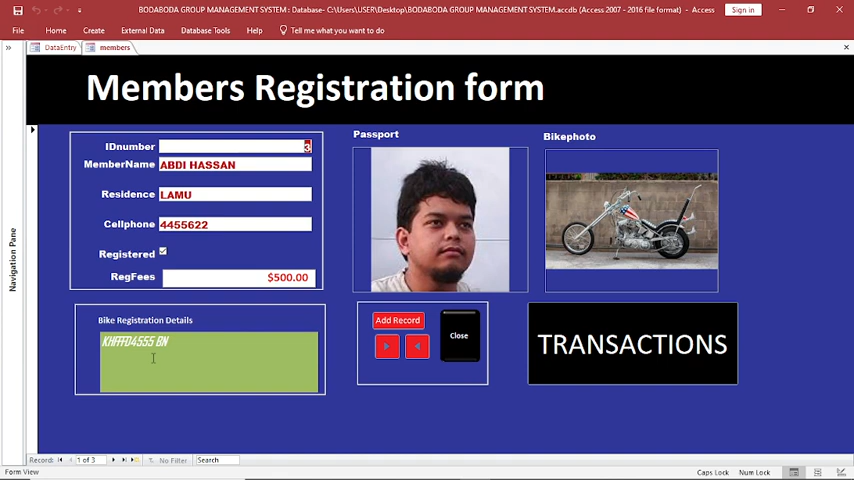 BODABODA GROUP MANAGEMENT SYSTEM : Database- C:\Users\USER\Desktop\BODABODA GROUP MANAGEMENT SYSTEM.accdb (Access 2007 - 2016 file format) - Access
Sign in
File Home Create External Data Database Tools Help Tell me what you want to do
DataEntry members
Members Registration form
IDnumber 3
MemberName ABDI HASSAN
Residence LAMU
Cellphone 4455622
Registered
RegFees $500.00
Passport
Bikephoto
Bike Registration Details
KHFFFD4555 BN
Add Record
Close
TRANSACTIONS
Navigation Pane
Record: 1 of 3 No Filter Search
Form View
Caps Lock Num Lock